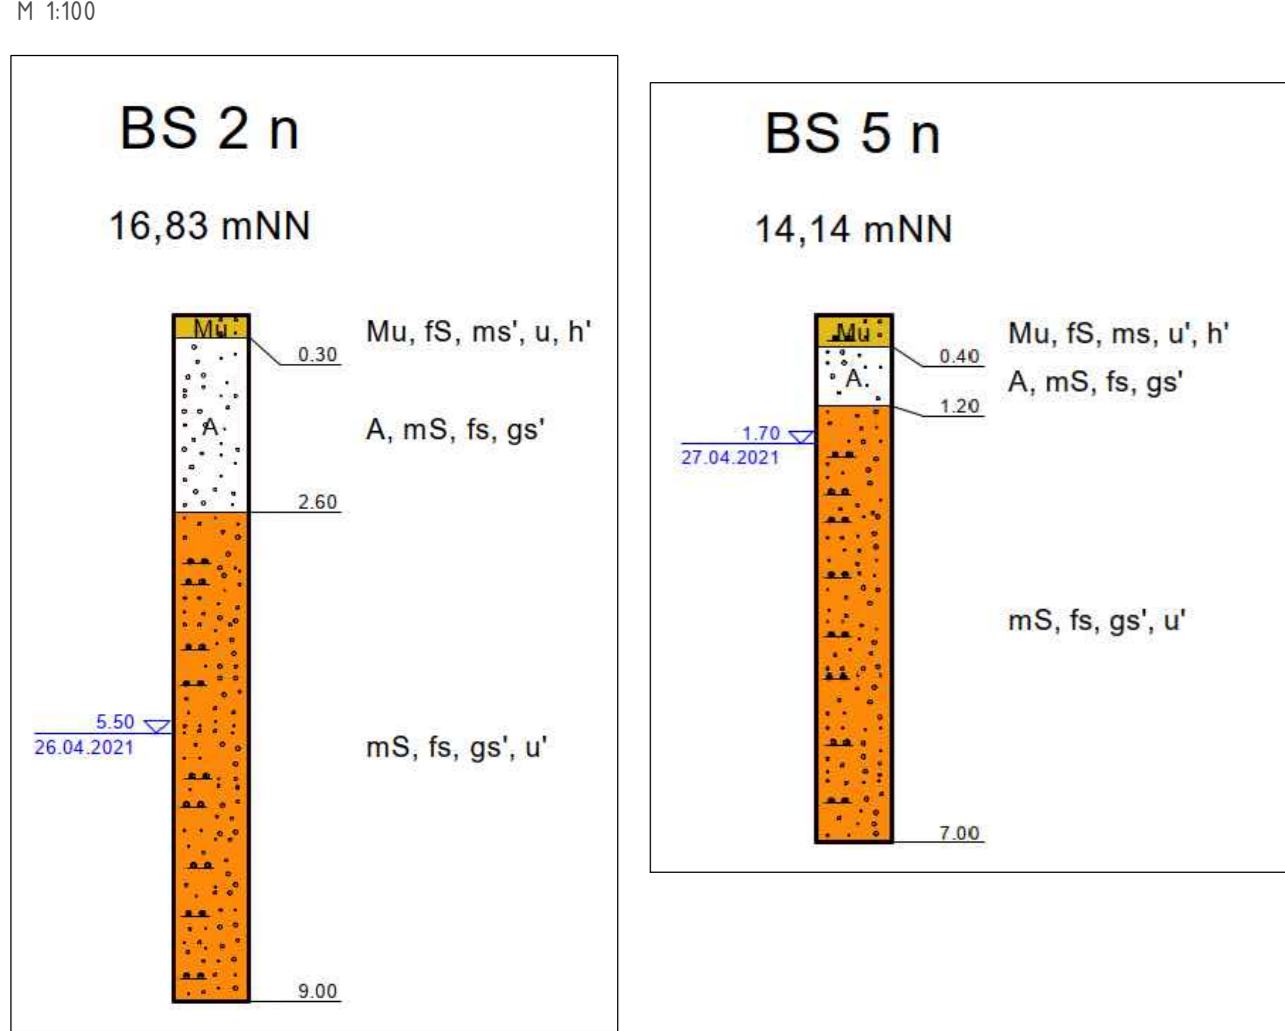 M 1:100
BS 2 n
16,83 mNN
Mu
Mu, fS, ms', u, h'
0.30
A
A, mS, fs, gs'
2.60
5.50
26.04.2021
mS, fs, gs', u'
9.00
BS 5 n
14,14 mNN
Mu
Mu, fS, ms, u', h'
0.40
A
A, mS, fs, gs'
1.20
1.70
27.04.2021
mS, fs, gs', u'
7.00